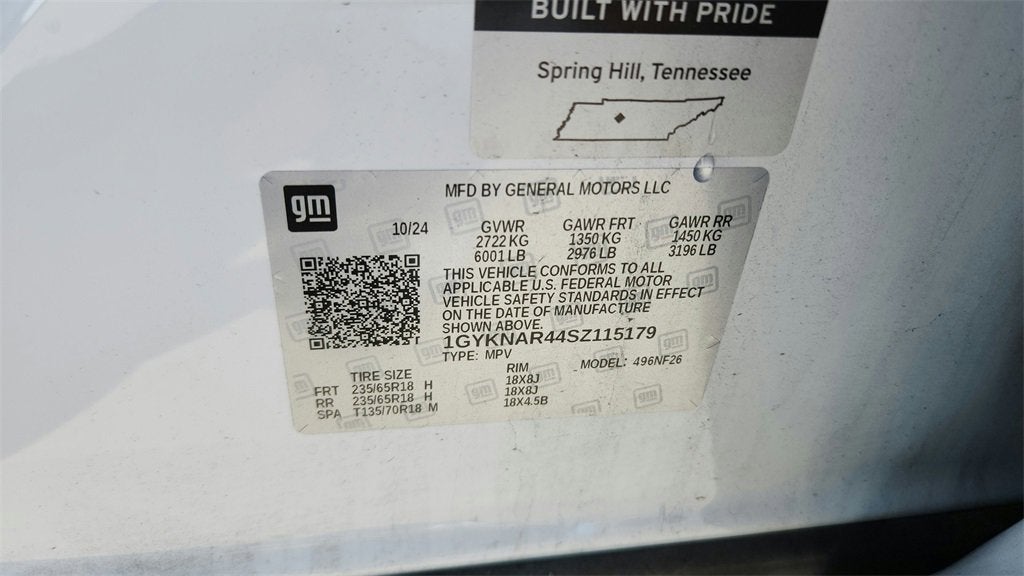 BUILT WITH PRIDE
Spring Hill, Tennessee
gm
MFD BY GENERAL MOTORS LLC
10/24 GVWR GAWR FRT GAWR RR
2722 KG 1350 KG 1450 KG
6001 LB 2976 LB 3196 LB
THIS VEHICLE CONFORMS TO ALL
APPLICABLE U.S. FEDERAL MOTOR
VEHICLE SAFETY STANDARDS IN EFFECT
ON THE DATE OF MANUFACTURE
SHOWN ABOVE.
1GYKNAR44SZ115179
TYPE: MPV MODEL: 496NF26
TIRE SIZE RIM
FRT 235/65R18 H 18X8J
RR 235/65R18 H 18X8J
SPA T135/70R18 M 18X4.5B